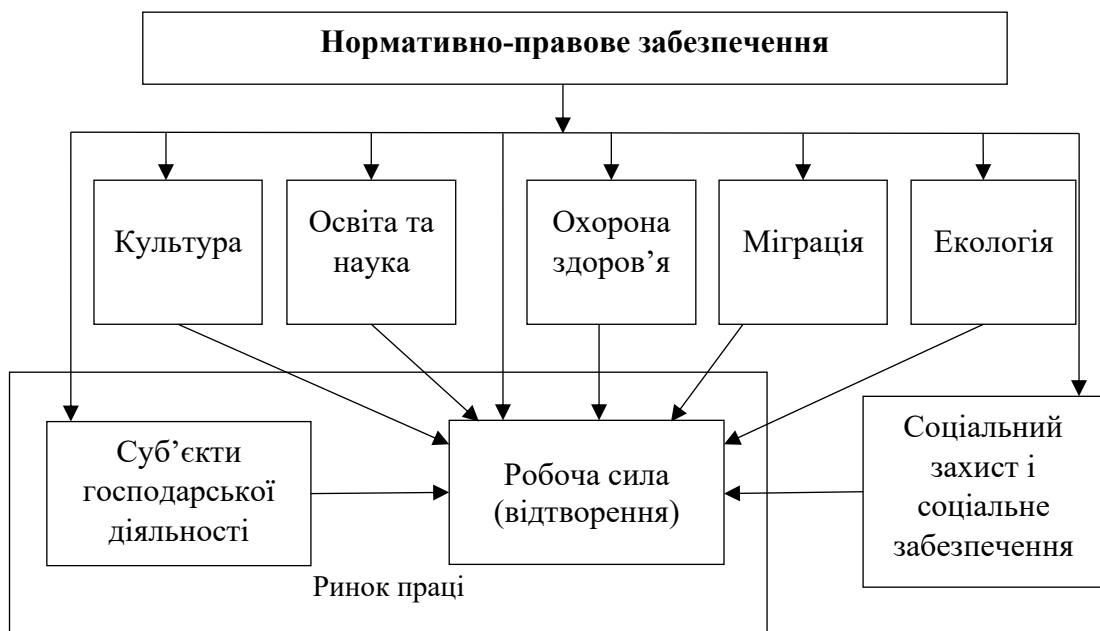 Нормативно-правове забезпечення
Культура
Освіта та
наука
Охорона
здоров’я
Міграція
Екологія
Суб’єкти
господарської
діяльності
Робоча сила
(відтворення)
Соціальний
захист і
соціальне
забезпечення
Ринок праці